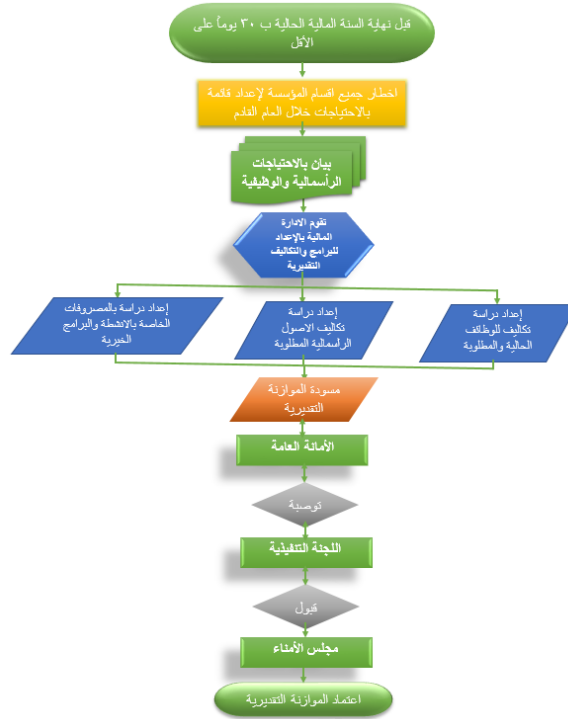 قبل نهاية السنة المالية الحالية ب ٣٠ يوماً على
الأقل
اخطار جميع اقسام المؤسسة لإعداد قائمة
بالاحتياجات خلال العام القادم
بيان بالاحتياجات
الرأسمالية والوظيفية
تقوم الادارة
المالية بالإعداد
للبرامج والتكاليف
التقديرية
إعداد دراسة
تكاليف للوظائف
الحالية والمطلوبة
إعداد دراسة
تكاليف الاصول
الرأسمالية المطلوبة
إعداد دراسة بالمصروفات
الخاصة بالانشطة والبرامج
الخيرية
مسودة الموازنة
التقديرية
الأمانة العامة
توصية
اللجنة التنفيذية
قبول
مجلس الأمناء
اعتماد الموازنة التقديرية